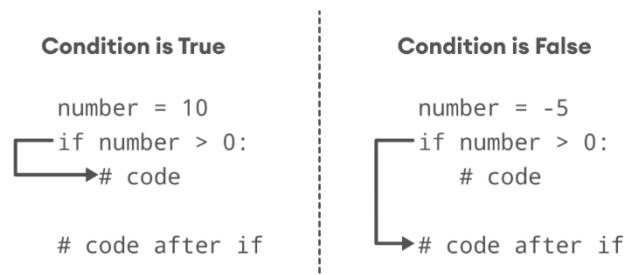 Condition is True
number = 10
if number > 0:
# code
# code after if
Condition is False
number = -5
if number > 0:
# code
# code after if